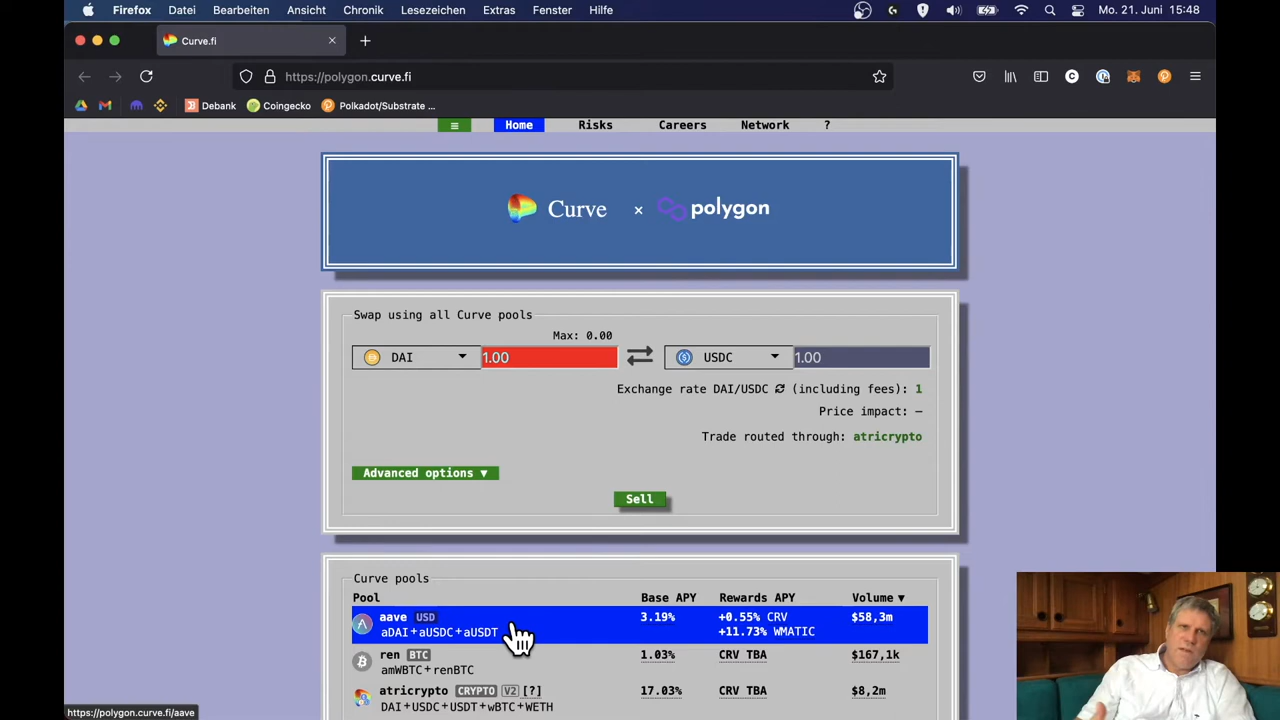 Firefox Datei Bearbeiten Ansicht Chronik Lesezeichen Extras Fenster Hilfe Mo. 21. Juni 15:48
Curve.fi
https://polygon.curve.fi
Debank Coingecko Polkadot/Substrate ...
Home Risks Careers Network ?
Curve × polygon
Swap using all Curve pools
Max: 0.00
DAI 1.00 USDC 1.00
Exchange rate DAI/USDC (including fees): 1
Price impact: –
Trade routed through: atricrypto
Advanced options ▼
Sell
Curve pools
Pool Base APY Rewards APY Volume ▼
aave USD 3.19% +0.55% CRV $58,3m
aDAI+aUSDC+aUSDT +11.73% WMATIC
ren BTC 1.03% CRV TBA $167,1k
amWBTC+renBTC
atricrypto CRYPTO V2 [?] 17.03% CRV TBA $8,2m
DAI+USDC+USDT+wBTC+WETH
https://polygon.curve.fi/aave